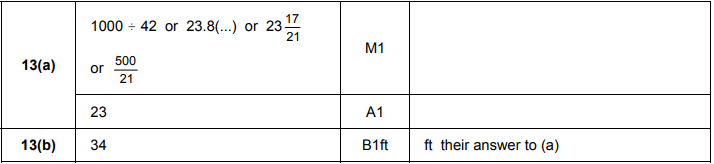 13(a) 1000 ÷ 42 or 23.8(...) or 23 17/21
or 500/21 M1
23 A1
13(b) 34 B1ft ft their answer to (a)